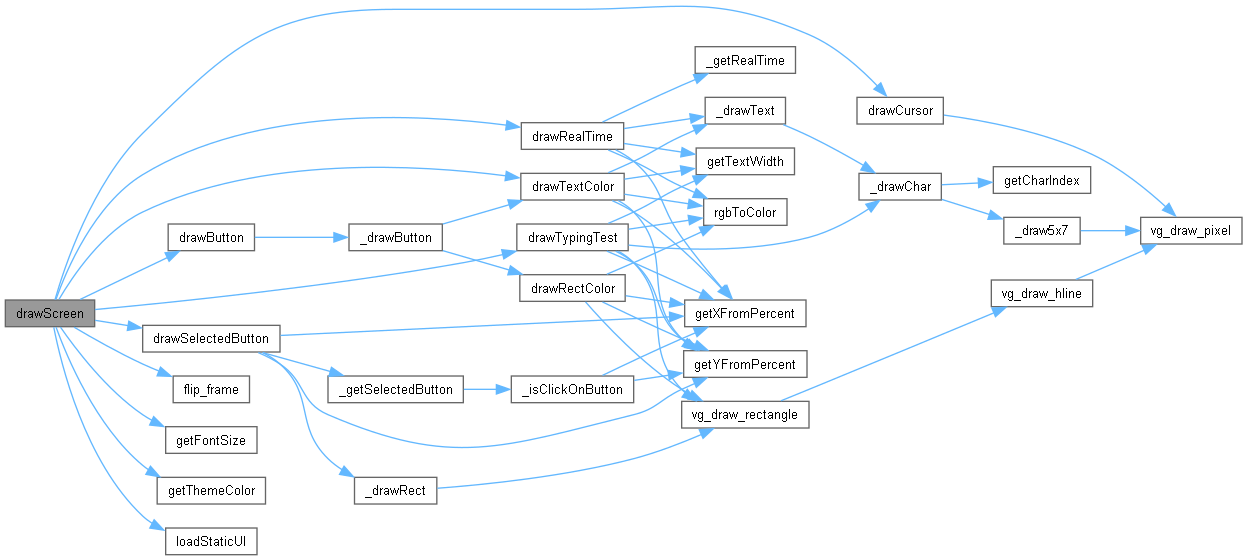 drawScreen
drawButton
drawSelectedButton
flip_frame
getFontSize
getThemeColor
loadStaticUI
_drawButton
_getSelectedButton
_drawRect
drawRealTime
drawTextColor
drawTypingTest
drawRectColor
_isClickOnButton
_getRealTime
_drawText
getTextWidth
rgbToColor
getXFromPercent
getYFromPercent
vg_draw_rectangle
drawCursor
_drawChar
getCharIndex
_draw5x7
vg_draw_hline
vg_draw_pixel